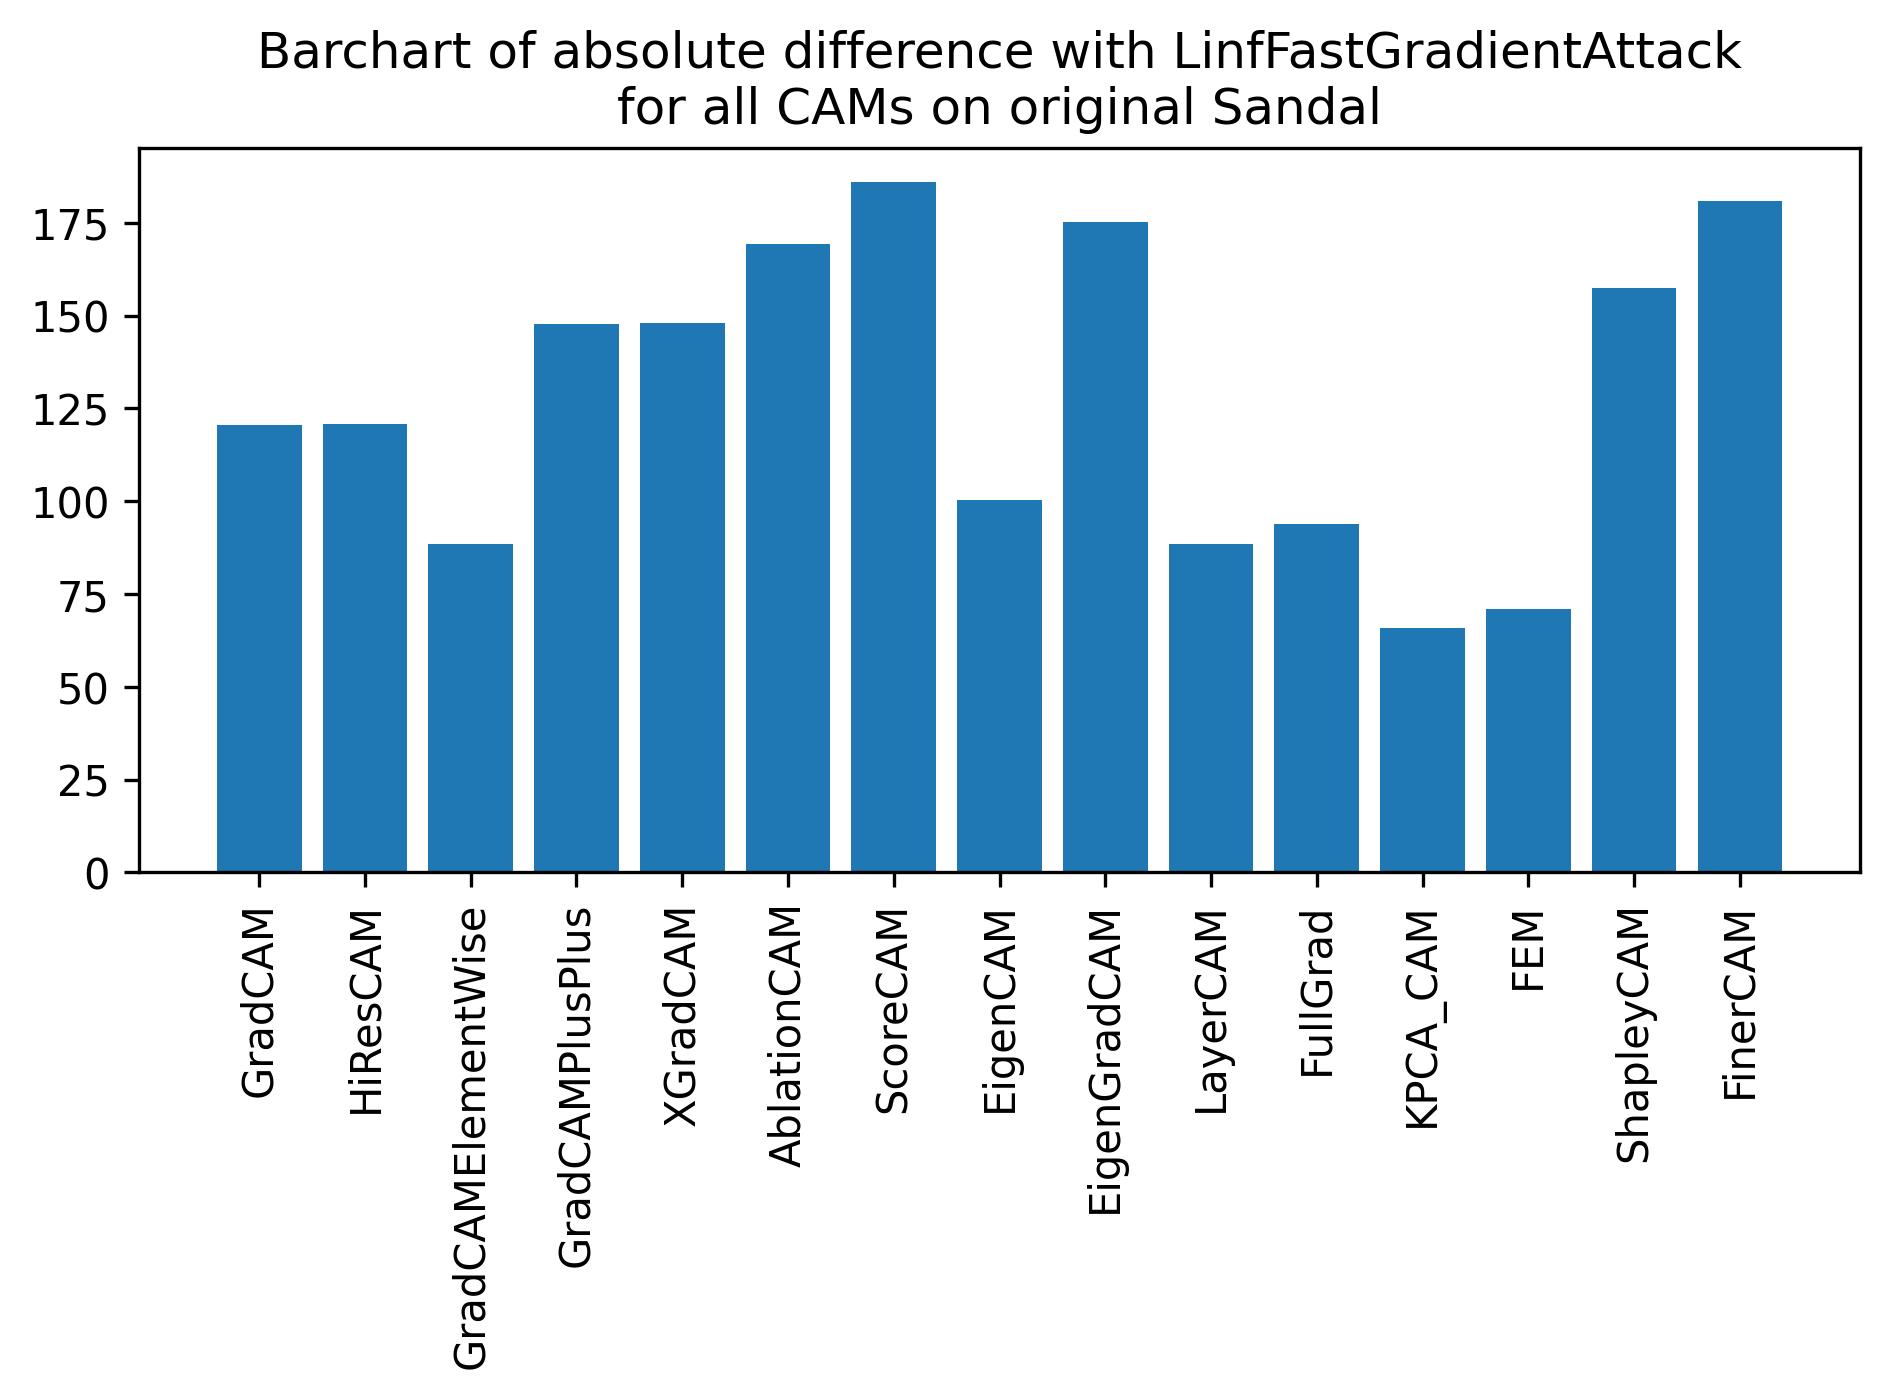 Barchart of absolute difference with LinfFastGradientAttack
for all CAMs on original Sandal
175
150
125
100
75
50
25
0
GradCAM
HiResCAM
GradCAMElementWise
GradCAMPlusPlus
XGradCAM
AblationCAM
ScoreCAM
EigenCAM
EigenGradCAM
LayerCAM
FullGrad
KPCA_CAM
FEM
ShapleyCAM
FinerCAM